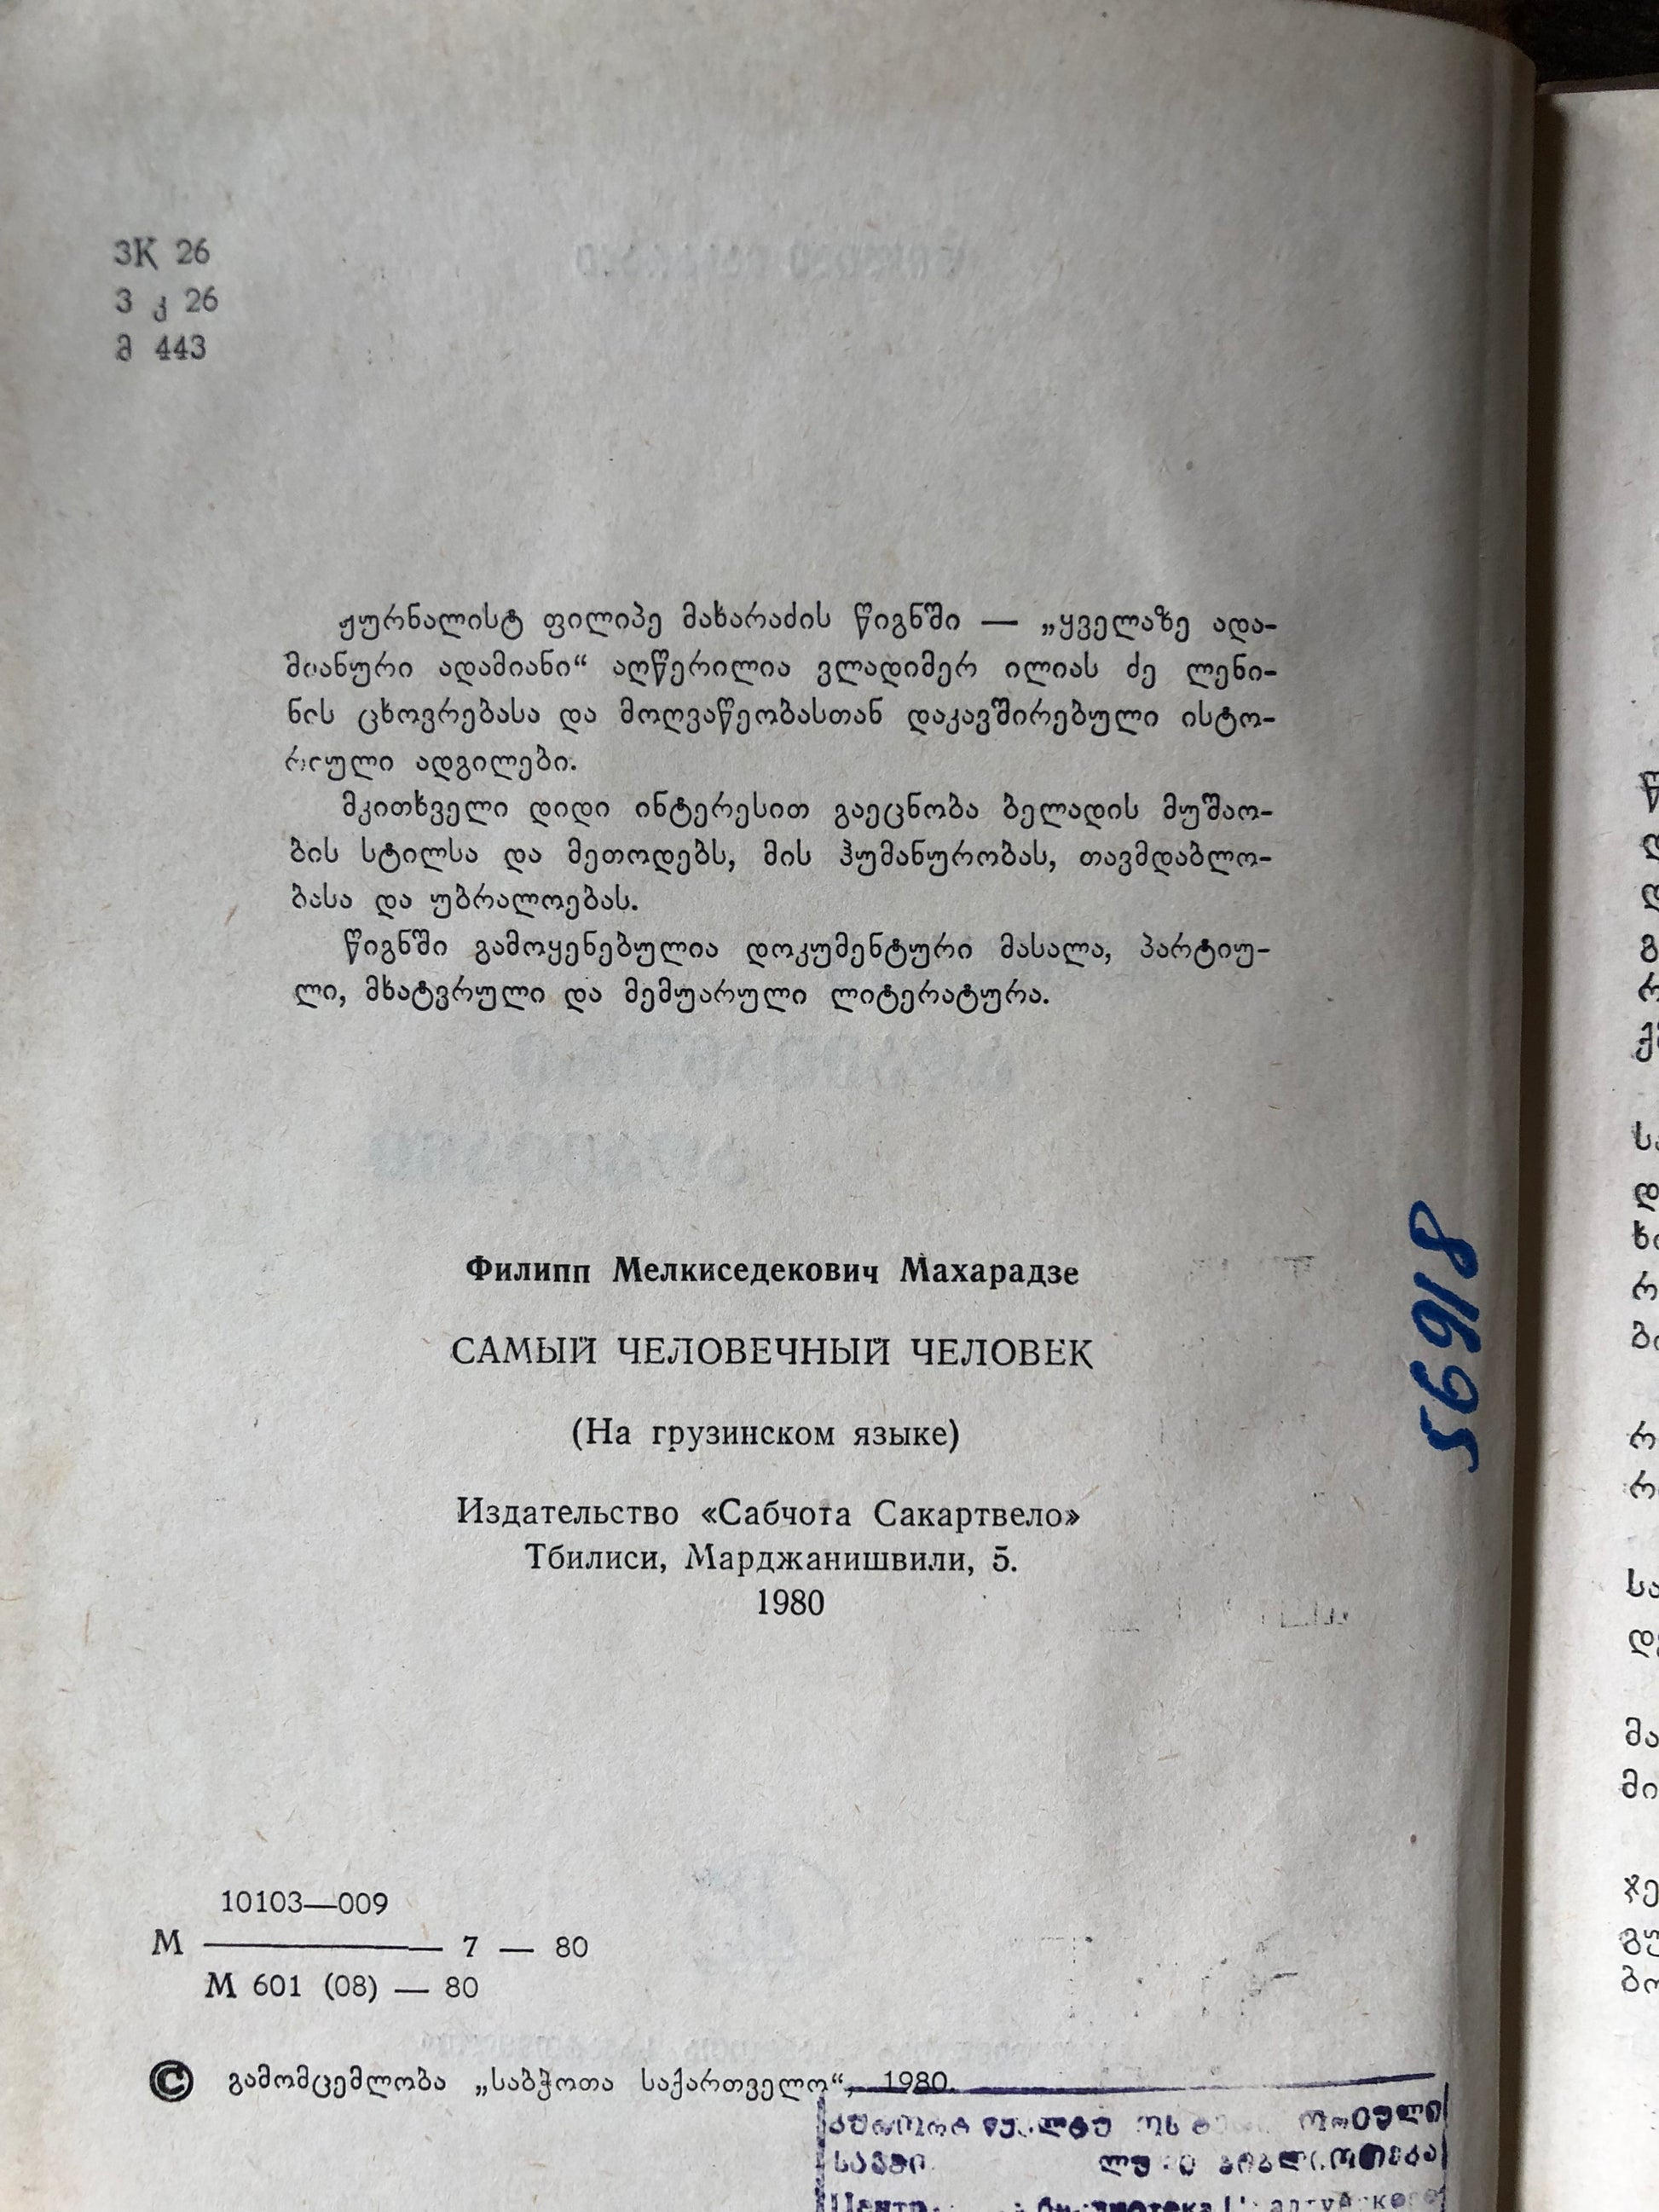 ЗК 26
3 კ 26
მ 443
ჟურნალისტ ფილიპე მახარაძის წიგნში — „ყველაზე ადა-
მიანური ადამიანი“ აღწერილია ვლადიმერ ილიას ძე ლენი-
ნის ცხოვრებასა და მოღვაწეობასთან დაკავშირებული ისტო-
რიული ადგილები.
მკითხველი დიდი ინტერესით გაეცნობა ბელადის მუშაო-
ბის სტილსა და მეთოდებს, მის ჰუმანურობას, თავმდაბლო-
ბასა და უბრალოებას.
წიგნში გამოყენებულია დოკუმენტური მასალა, პარტიუ-
ლი, მხატვრული და მემუარული ლიტერატურა.
Филипп Мелкиседекович Махарадзе
САМЫЙ ЧЕЛОВЕЧНЫЙ ЧЕЛОВЕК
(На грузинском языке)
Издательство «Сабчота Сакартвело»
Тбилиси, Марджанишвили, 5.
1980
56918
10103—009
М — 7 — 80
М 601 (08) — 80
© გამომცემლობა „საბჭოთა საქართველო“, 1980.